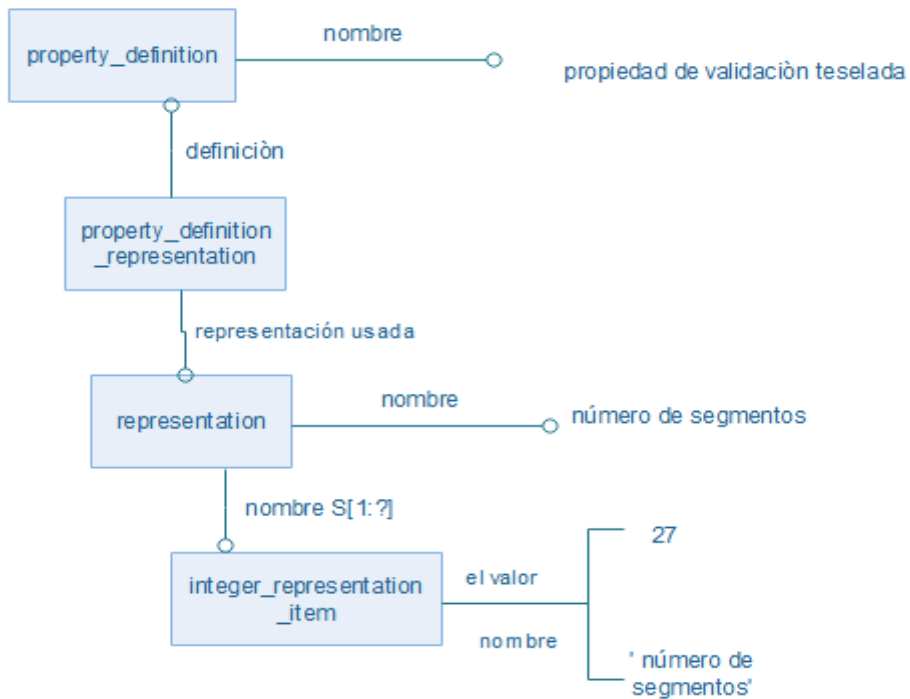 nombre
property_definition
propiedad de validaciòn teselada
definiciòn
property_definition
_representation
representación usada
nombre
representation
número de segmentos
nombre S[1:?]
27
integer_representation
_item
el valor
nombre
' número de
segmentos'